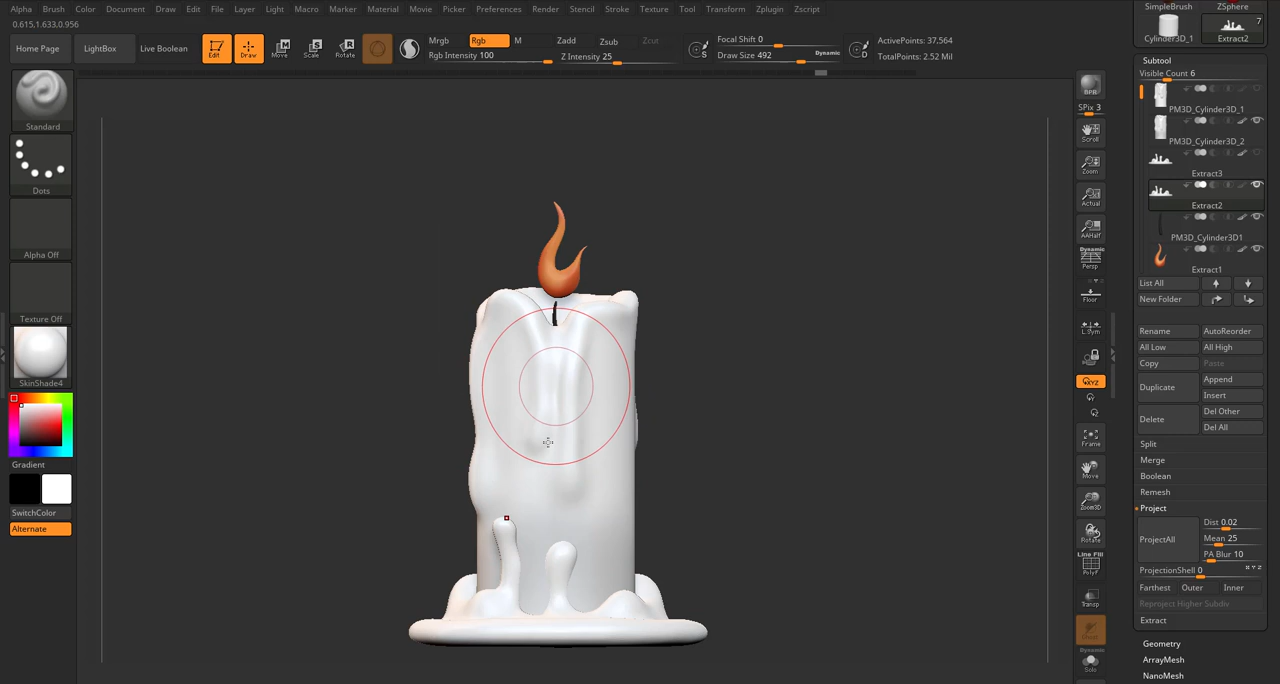 Alpha Brush Color Document Draw Edit File Layer Light Macro Marker Material Movie Picker Preferences Render Stencil Stroke Texture Tool Transform Zplugin Zscript
0.615,1.633,0.956
Home Page LightBox Live Boolean Edit Draw Move Scale Rotate
Mrgb Rgb M Zadd Zsub Zcut
Rgb Intensity 100 Z Intensity 25
Focal Shift 0
Draw Size 492 Dynamic
S D
ActivePoints: 37,564
TotalPoints: 2.52 Mil
Standard
Dots
Alpha Off
Texture Off
SkinShade4
Gradient
SwitchColor
Alternate
BPR
SPix 3
Scroll
Zoom
Actual
AAHalf
Dynamic
Persp
Floor
L.Sym
XYZ
Frame
Move
Zoom3D
Rotate
Line Fill
PolyF
Transp
Ghost
Dynamic
Solo
SimpleBrush ZSphere
7
Cylinder3D_1 Extract2
Subtool
Visible Count 6
PM3D_Cylinder3D_1
PM3D_Cylinder3D_2
Extract3
Extract2
PM3D_Cylinder3D1
Extract1
List All
New Folder
Rename AutoReorder
All Low All High
Copy Paste
Duplicate Append
Insert
Delete Del Other
Del All
Split
Merge
Boolean
Remesh
Project
ProjectAll Dist 0.02
Mean 25
PA Blur 10
ProjectionShell 0 X Y Z
Farthest Outer Inner
Reproject Higher Subdiv
Extract
Geometry
ArrayMesh
NanoMesh